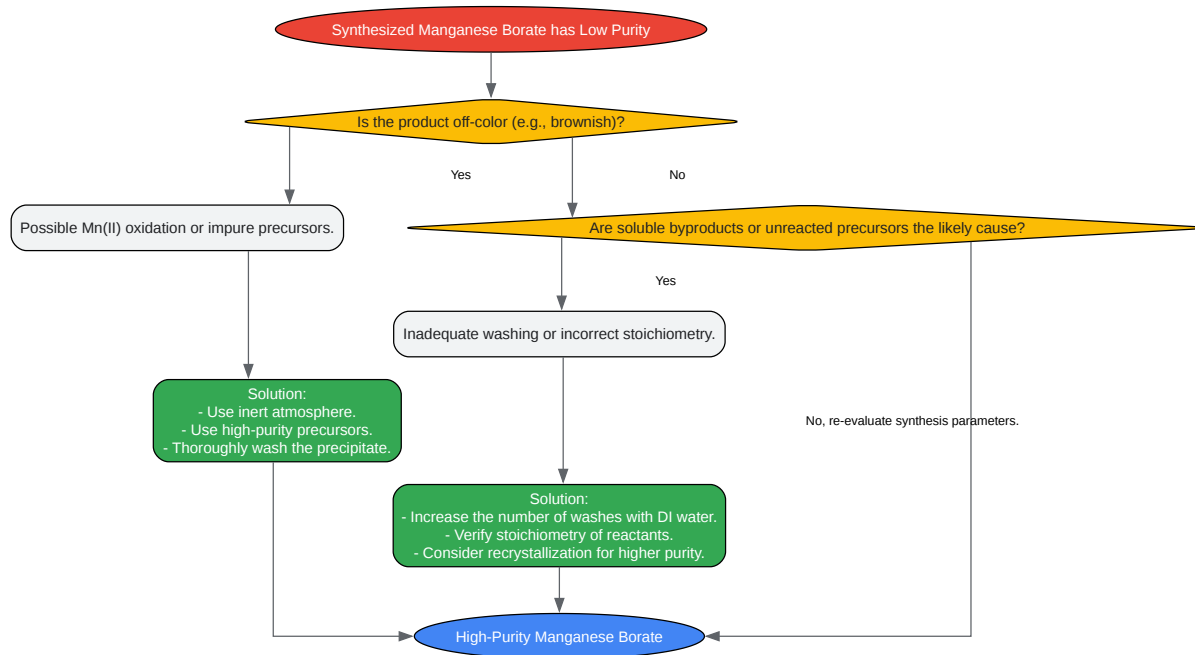 Synthesized Manganese Borate has Low Purity
Is the product off-color (e.g., brownish)?
Yes
No
Possible Mn(II) oxidation or impure precursors.
Are soluble byproducts or unreacted precursors the likely cause?
Yes
Inadequate washing or incorrect stoichiometry.
Solution:
- Use inert atmosphere.
- Use high-purity precursors.
- Thoroughly wash the precipitate.
No, re-evaluate synthesis parameters.
Solution:
- Increase the number of washes with DI water.
- Verify stoichiometry of reactants.
- Consider recrystallization for higher purity.
High-Purity Manganese Borate